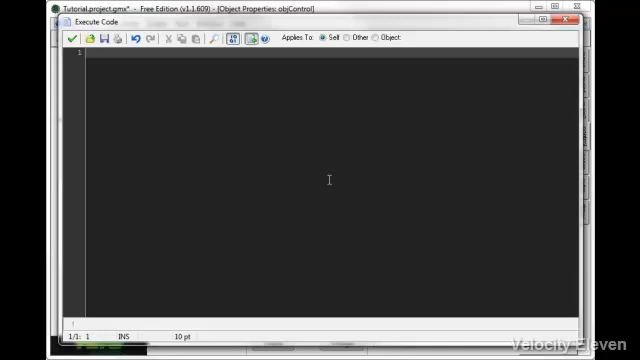 Tutorial.project.gmx* - Free Edition (v1.1.609) - [Object Properties: objControl]
Execute Code
Applies To: Self Other Object:
1
1/1: 1 INS 10 pt
Velocity Eleven